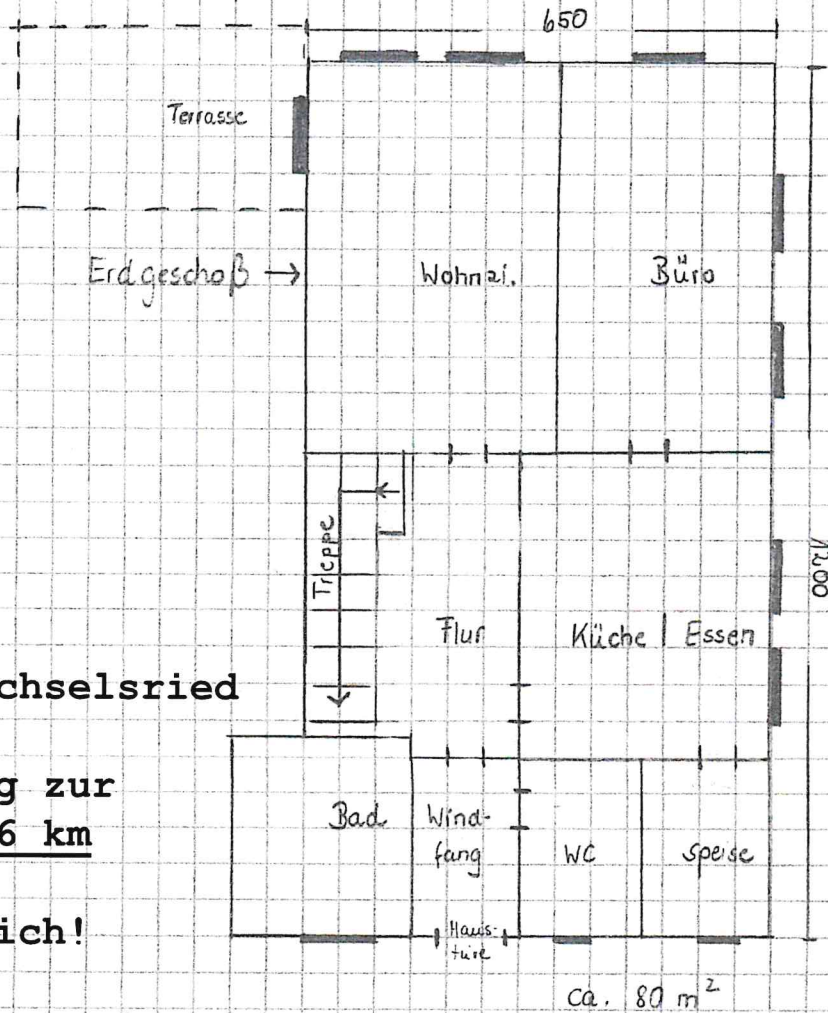 650
Terrasse
Erdgeschoß →
Wohnzi.
Büro
Treppe
Flur
Küche | Essen
1200
chselsried
g zur
6 km
ich!
Bad
Wind-
fang
WC
Speise
Haus-
türe
ca. 80 m²